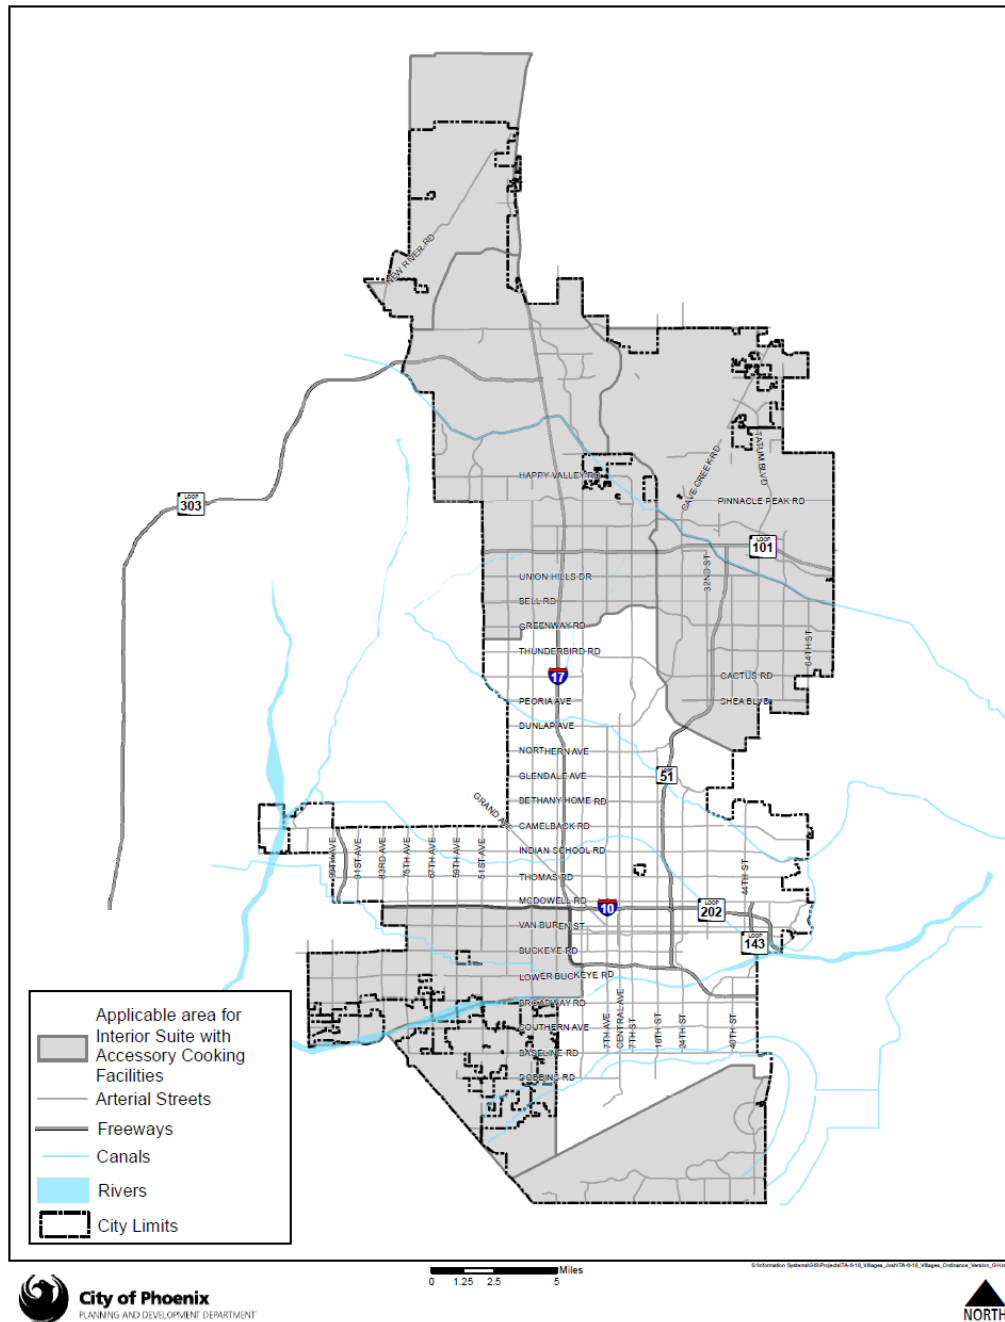 NEW RIVER RD
HAPPY VALLEY RD
CAVE CREEK RD
TATUM BLVD
PINNACLE PEAK RD
LOOP
303
LOOP
101
32ND ST
UNION HILLS DR
BELL RD
GREENWAY RD
THUNDERBIRD RD
64TH ST
17
CACTUS RD
PEORIA AVE
SHEA BLVD
DUNLAP AVE
NORTHERN AVE
GLENDALE AVE
LOOP
51
BETHANY HOME RD
GRAND AVE
CAMELBACK RD
99TH AVE
91ST AVE
83RD AVE
75TH AVE
67TH AVE
59TH AVE
51ST AVE
INDIAN SCHOOL RD
44TH ST
THOMAS RD
MCDOWELL RD
10
LOOP
202
VAN BUREN ST
LOOP
143
BUCKEYE RD
LOWER BUCKEYE RD
BROADWAY RD
7TH AVE
CENTRAL AVE
7TH ST
16TH ST
24TH ST
40TH ST
SOUTHERN AVE
BASELINE RD
DOBBINS RD
Applicable area for
Interior Suite with
Accessory Cooking
Facilities
Arterial Streets
Freeways
Canals
Rivers
City Limits
City of Phoenix
PLANNING AND DEVELOPMENT DEPARTMENT
Miles
0 1.25 2.5 5
NORTH